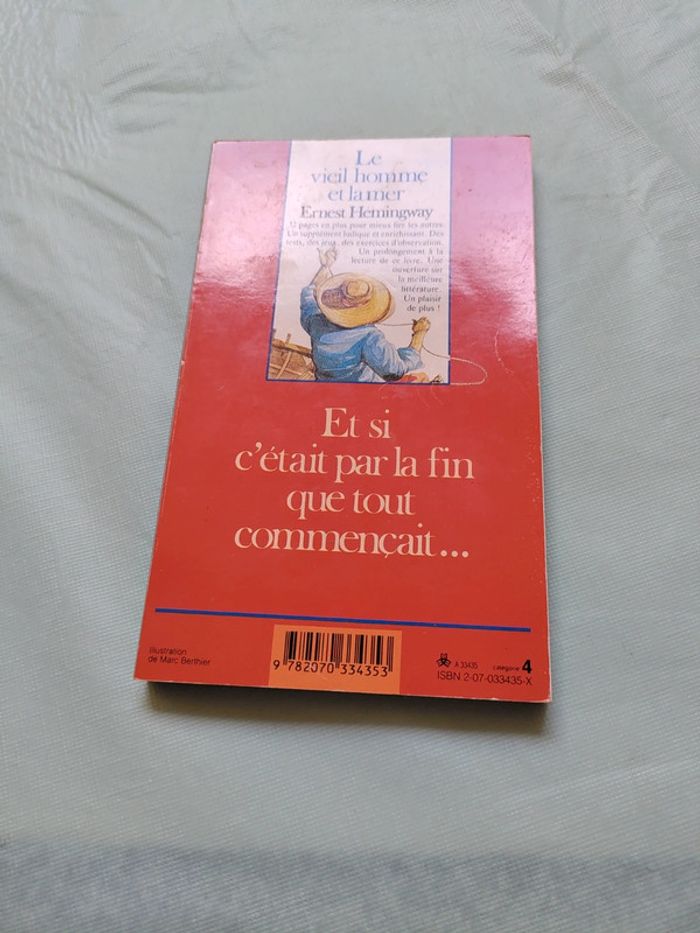 Le
vieil homme
et la mer
Ernest Hemingway
12 pages en plus pour mieux lire les autres.
Un supplément ludique et enrichissant. Des
tests, des jeux, des exercices d'observation.
Un prolongement à la
lecture de ce livre. Une
ouverture sur
la meilleure
littérature.
Un plaisir
de plus !
Et si
c'était par la fin
que tout
commençait...
Illustration
de Marc Berthier
9 782070 334353
A 33435 catégorie 4
ISBN 2-07-033435-X